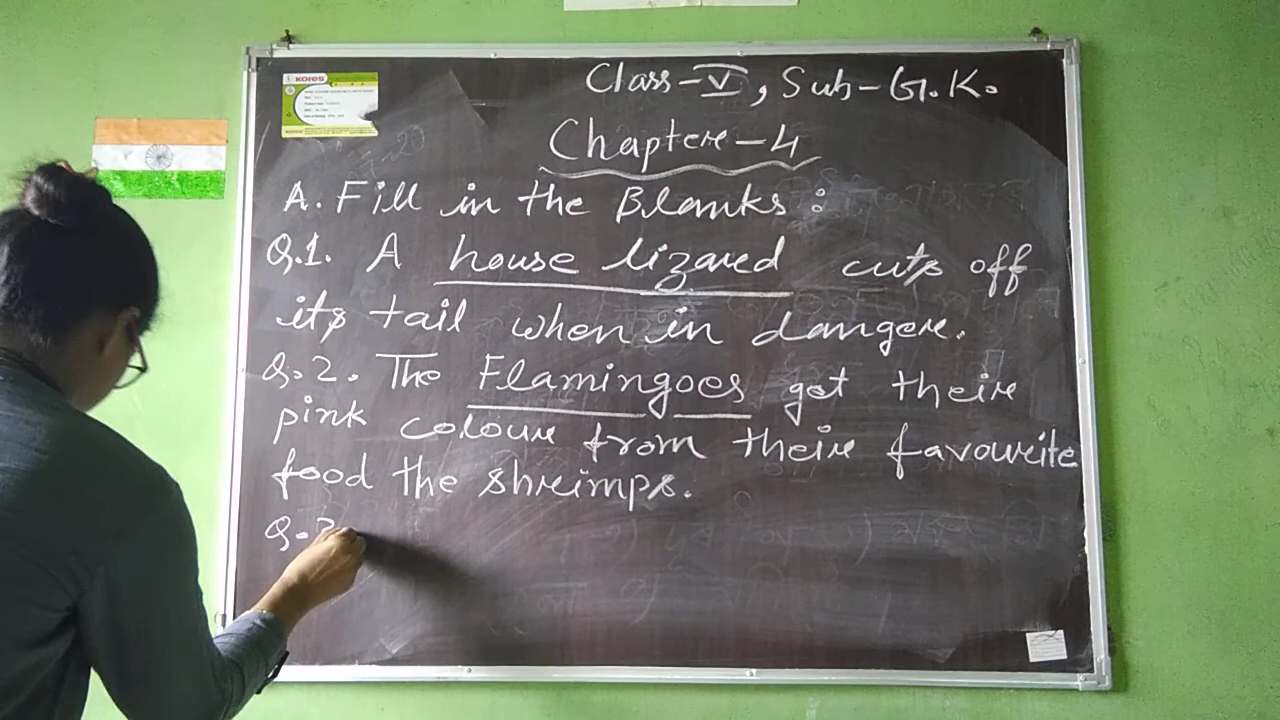 KORES
Class-V, Sub-G.K.
Chapter-4
A. Fill in the Blanks :
Q.1. A house lizard cuts off
its tail when in danger.
Q.2. The Flamingoes get their
pink colour from their favourite
food the shrimps.
Q.3